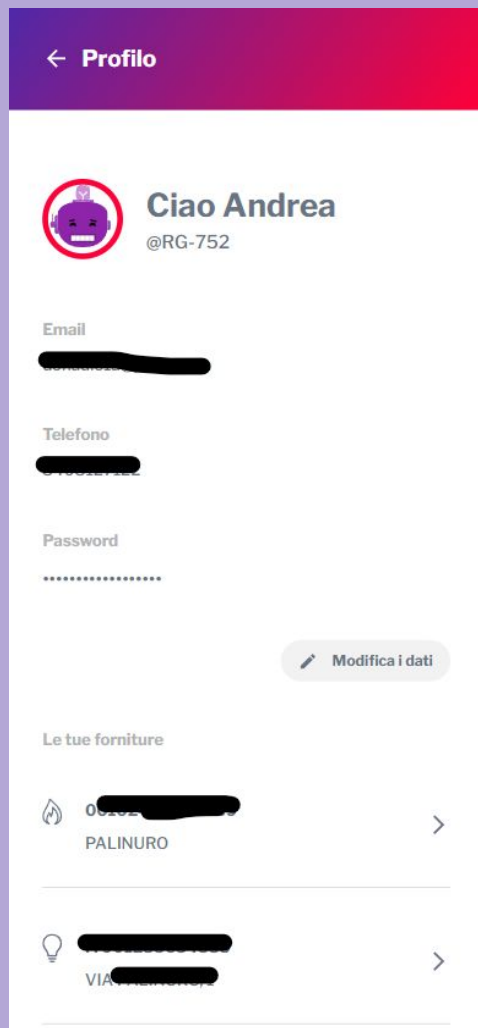 Profilo
Ciao Andrea
@RG-752
Email
Telefono
Password
••••••••••••••••••
Modifica i dati
Le tue forniture
PALINURO
VIA